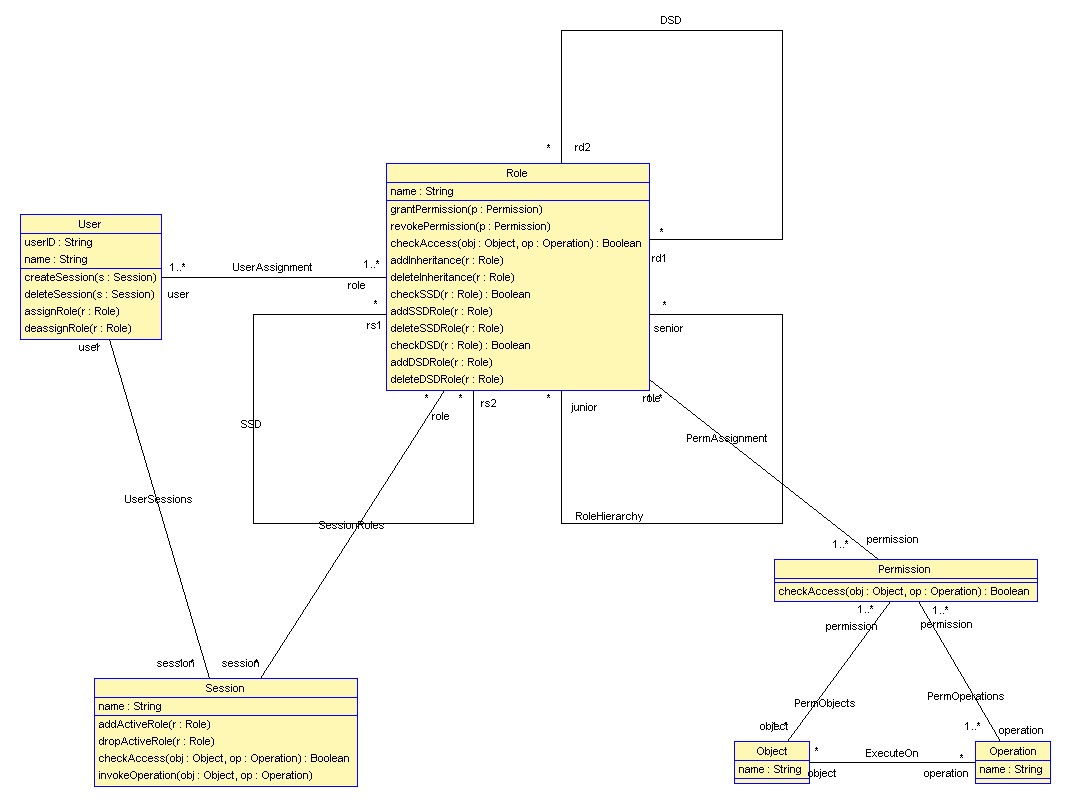 DSD
* rd2
Role
name : String
grantPermission(p : Permission)
revokePermission(p : Permission)
checkAccess(obj : Object, op : Operation) : Boolean
addInheritance(r : Role)
deleteInheritance(r : Role)
checkSSD(r : Role) : Boolean
addSSDRole(r : Role)
deleteSSDRole(r : Role)
checkDSD(r : Role) : Boolean
addDSDRole(r : Role)
deleteDSDRole(r : Role)
*
rd1
User
userID : String
name : String
createSession(s : Session)
deleteSession(s : Session)
assignRole(r : Role)
deassignRole(r : Role)
1..* UserAssignment 1..*
user role
*
rs1
*
senior
user
* * rs2
role
* junior
role
SSD
PermAssignment
UserSessions
SessionRoles
RoleHierarchy
1..* permission
Permission
checkAccess(obj : Object, op : Operation) : Boolean
1..* 1..*
permission permission
session session
Session
name : String
addActiveRole(r : Role)
dropActiveRole(r : Role)
checkAccess(obj : Object, op : Operation) : Boolean
invokeOperation(obj : Object, op : Operation)
PermObjects PermOperations
object 1..* operation
Object
name : String
* ExecuteOn *
object operation
Operation
name : String